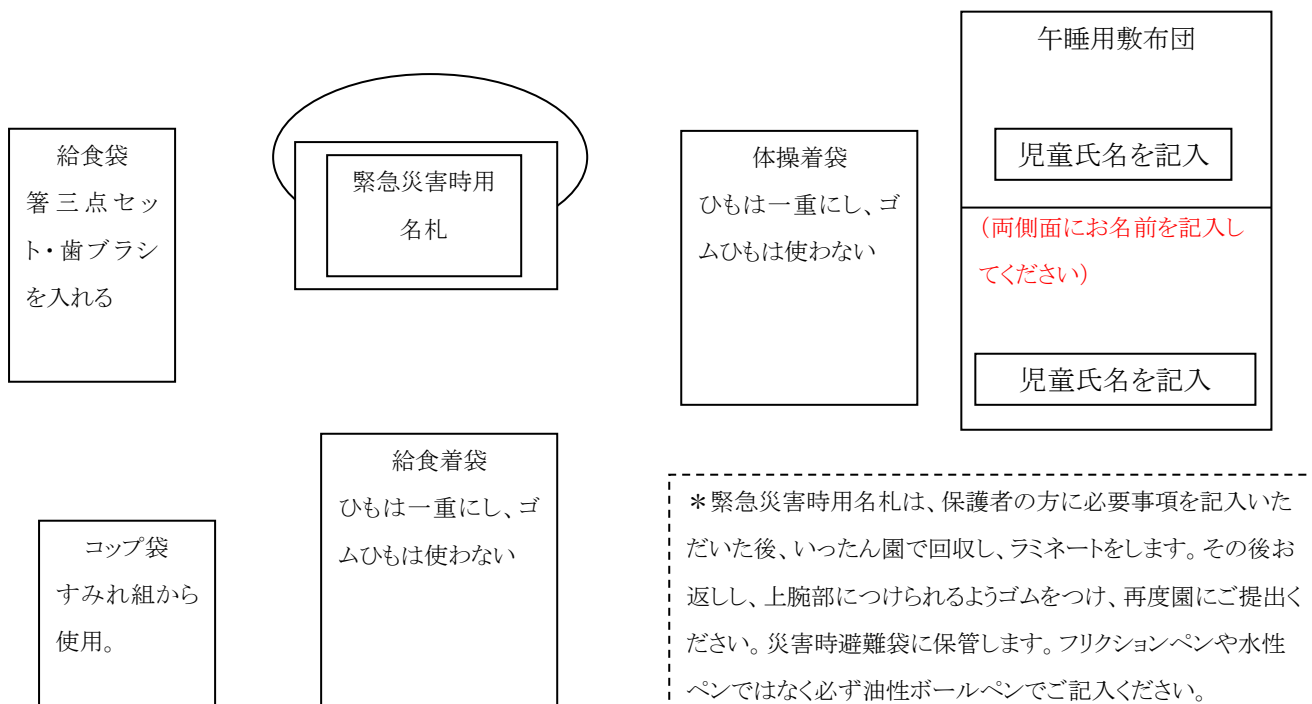 給食袋
箸三点セッ
ト・歯ブラシ
を入れる
緊急災害時用
名札
体操着袋
ひもは一重にし、ゴ
ムひもは使わない
午睡用敷布団
児童氏名を記入
(両側面にお名前を記入し
てください)
児童氏名を記入
コップ袋
すみれ組から
使用。
給食着袋
ひもは一重にし、ゴ
ムひもは使わない
＊緊急災害時用名札は、保護者の方に必要事項を記入いた
だいた後、いったん園で回収し、ラミネートをします。その後お
返しし、上腕部につけられるようゴムをつけ、再度園にご提出く
ださい。災害時避難袋に保管します。フリクションペンや水性
ペンではなく必ず油性ボールペンでご記入ください。